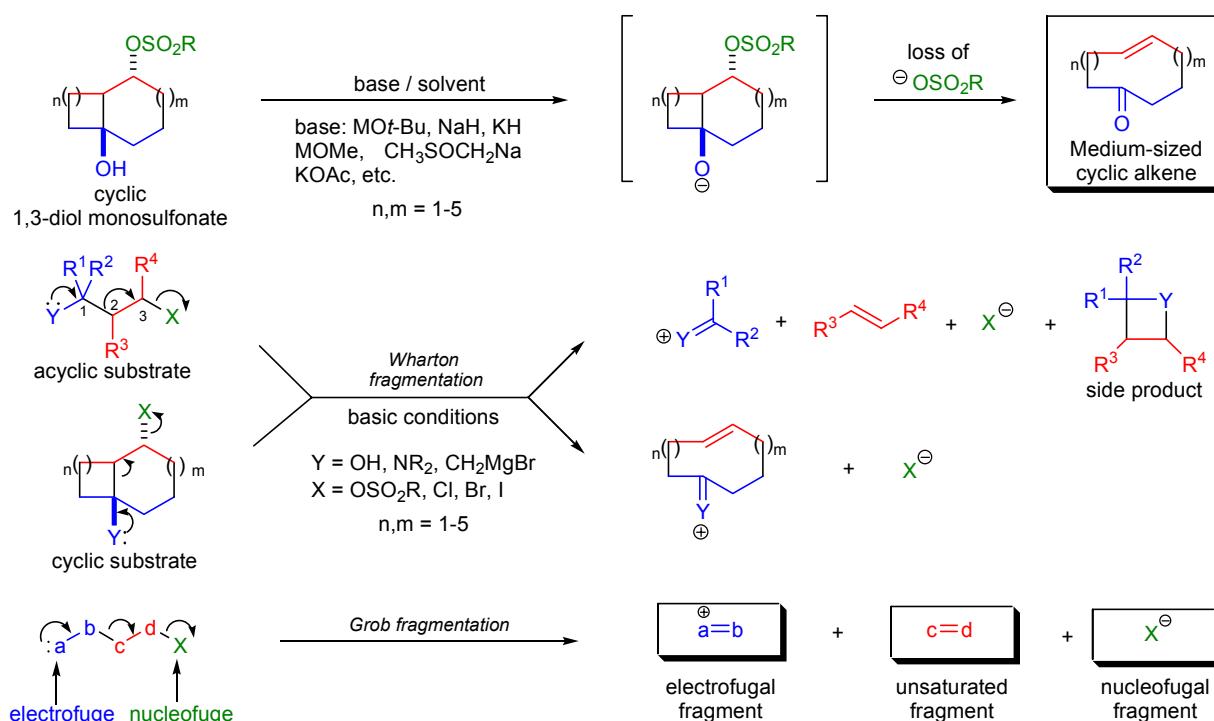 OSO₂R
n( ) ( )m
OH
cyclic
1,3-diol monosulfonate
base / solvent
base: MOt-Bu, NaH, KH
MOMe, CH₃SOCH₂Na
KOAc, etc.
n,m = 1-5
OSO₂R
n( ) ( )m
O
⊖
loss of
⊖OSO₂R
n( ) ( )m
O
Medium-sized
cyclic alkene
R¹ R² R⁴
Y: 1 2 3 X
R³
acyclic substrate
X
n( ) ( )m
Y:
cyclic substrate
Wharton
fragmentation
basic conditions
Y = OH, NR₂, CH₂MgBr
X = OSO₂R, Cl, Br, I
n,m = 1-5
R¹
⊕ Y R²
+
R³ R⁴
+
X⊖
+
R²
R¹ Y
R³ R⁴
side product
n( ) ( )m
Y
⊕
+
X⊖
:a b c d X
electrofuge nucleofuge
Grob fragmentation
⊕
a=b
electrofugal
fragment
+
c=d
unsaturated
fragment
+
X⊖
nucleofugal
fragment